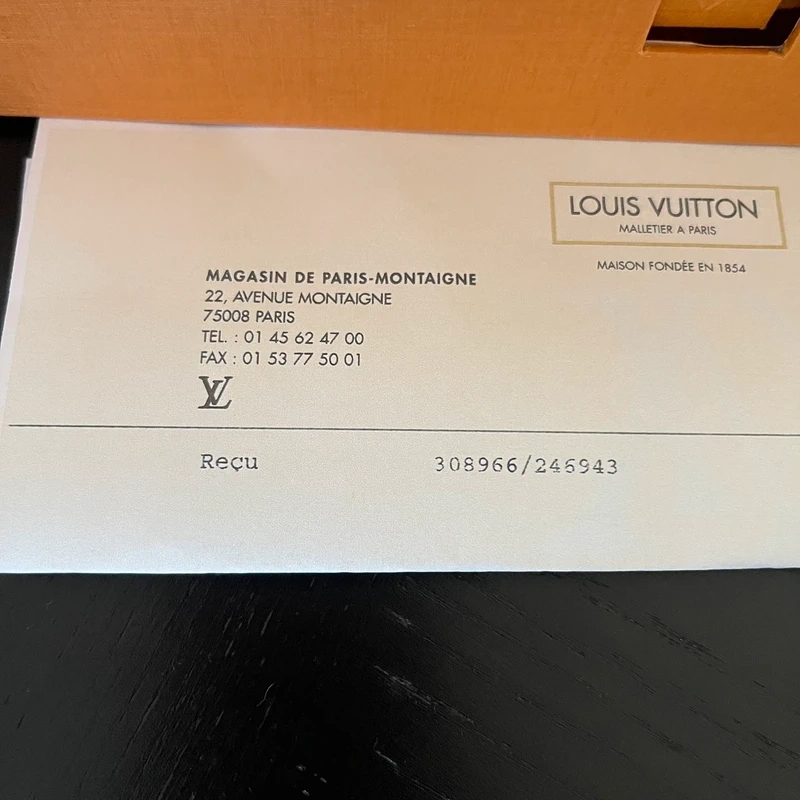 LOUIS VUITTON
MALLETIER A PARIS
MAISON FONDÉE EN 1854
MAGASIN DE PARIS-MONTAIGNE
22, AVENUE MONTAIGNE
75008 PARIS
TEL. : 01 45 62 47 00
FAX : 01 53 77 50 01
LV
Reçu 308966/246943